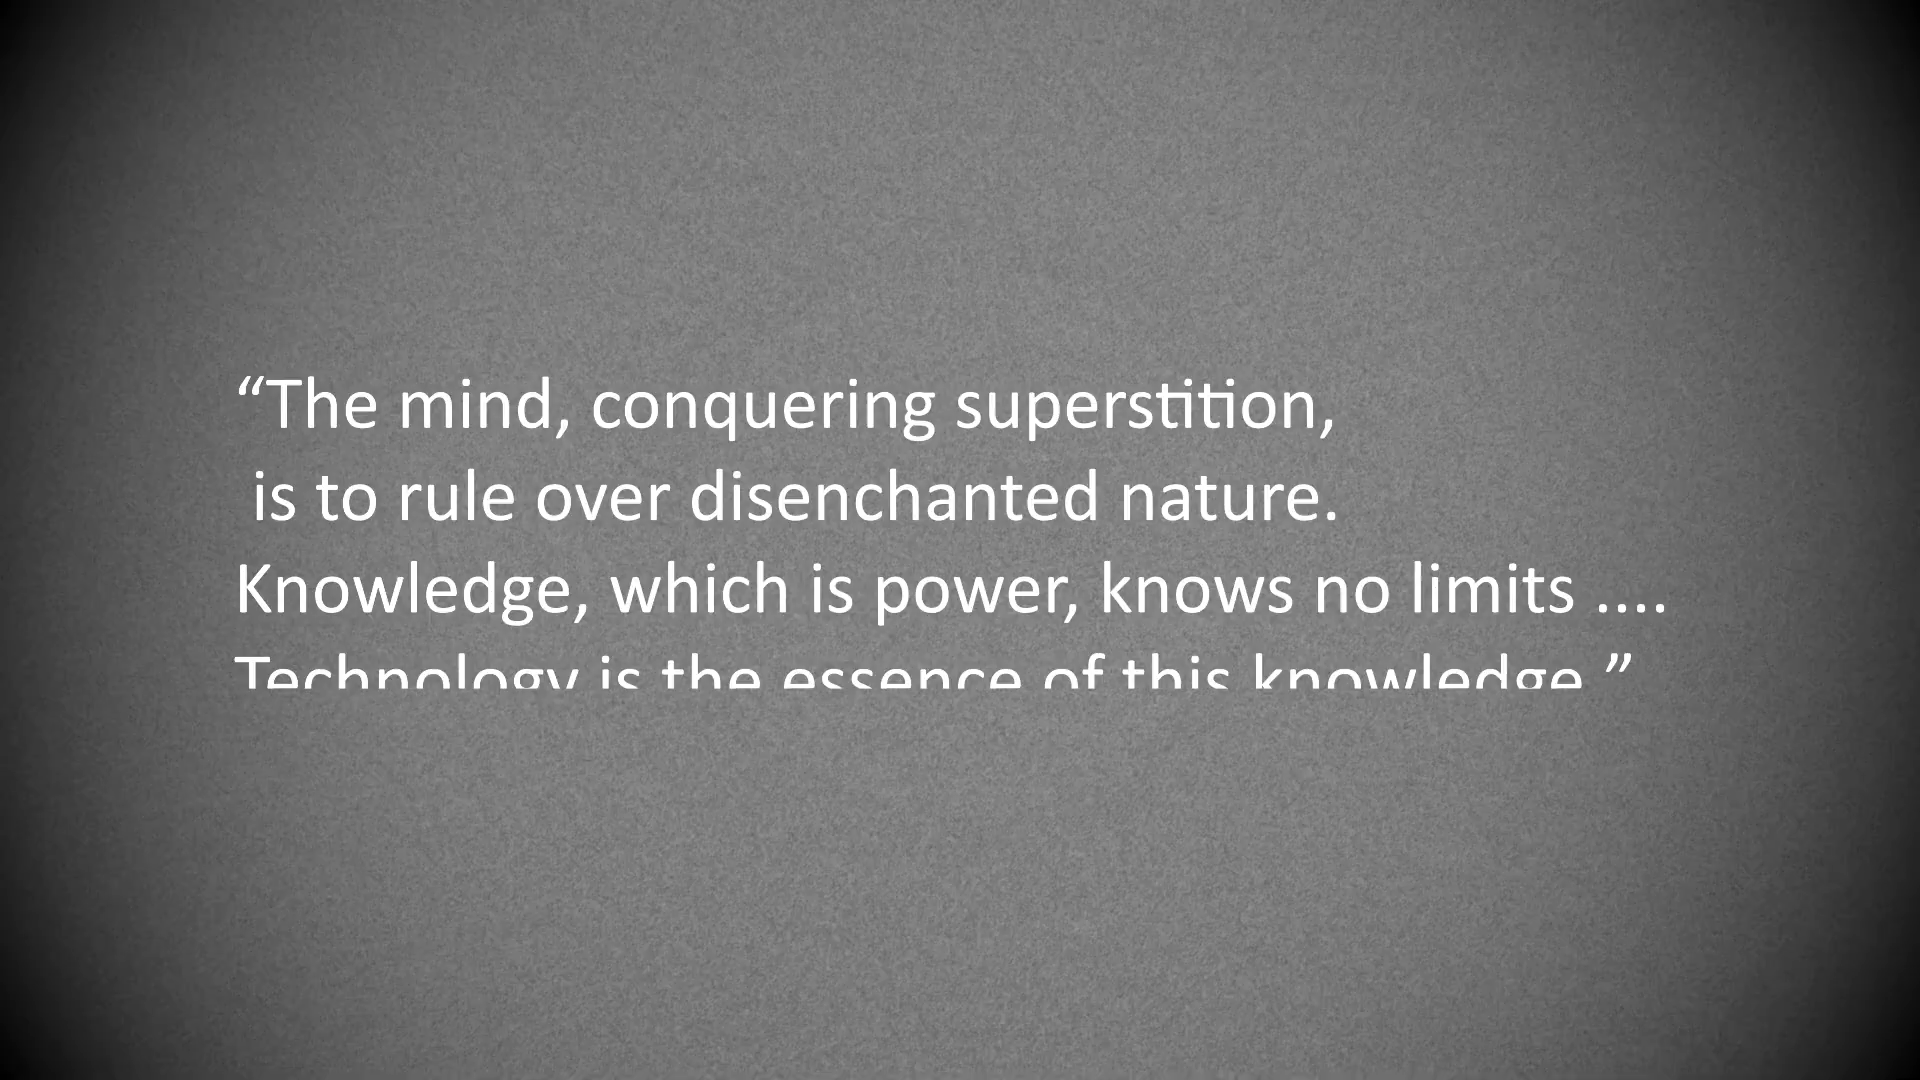 “The mind, conquering superstition,
is to rule over disenchanted nature.
Knowledge, which is power, knows no limits ....
Technology is the essence of this knowledge.”